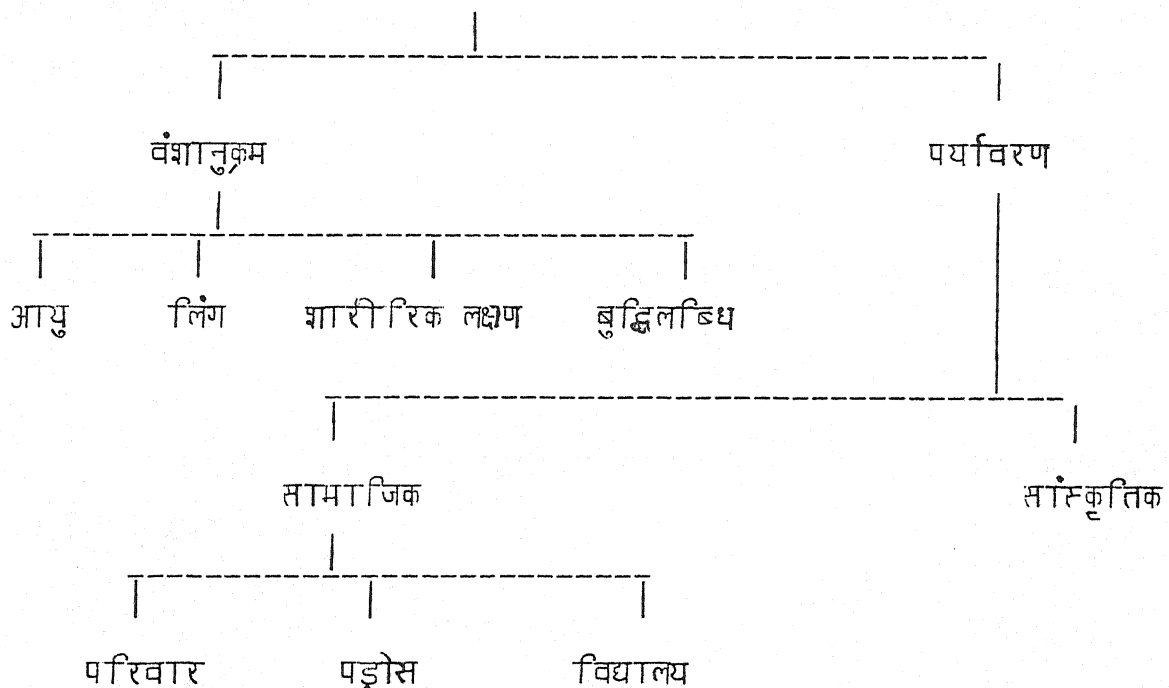 वंशानुक्रम पर्यावरण
आयु लिंग शारीरिक लक्षण बुद्धिलब्धि
सामाजिक सांस्कृतिक
परिवार पड़ोस विद्यालय